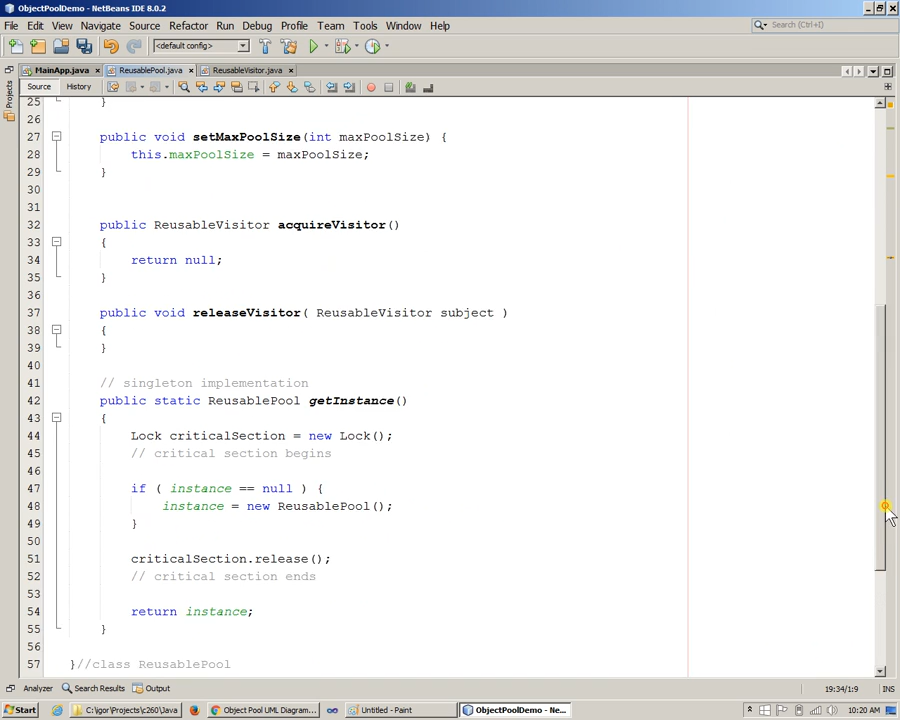 ObjectPoolDemo - NetBeans IDE 8.0.2
File Edit View Navigate Source Refactor Run Debug Profile Team Tools Window Help
Search (Ctrl+I)
<default config>
MainApp.java ReusablePool.java ReusableVisitor.java
Source History
Projects
25 }
26
27 public void setMaxPoolSize(int maxPoolSize) {
28 this.maxPoolSize = maxPoolSize;
29 }
30
31
32 public ReusableVisitor acquireVisitor()
33 {
34 return null;
35 }
36
37 public void releaseVisitor( ReusableVisitor subject )
38 {
39 }
40
41 // singleton implementation
42 public static ReusablePool getInstance()
43 {
44 Lock criticalSection = new Lock();
45 // critical section begins
46
47 if ( instance == null ) {
48 instance = new ReusablePool();
49 }
50
51 criticalSection.release();
52 // critical section ends
53
54 return instance;
55 }
56
57 }//class ReusablePool
Analyzer Search Results Output
19:34/1:9 INS
Start C:\igor\Projects\c260\Java Object Pool UML Diagram... Untitled - Paint ObjectPoolDemo - Ne... 10:20 AM